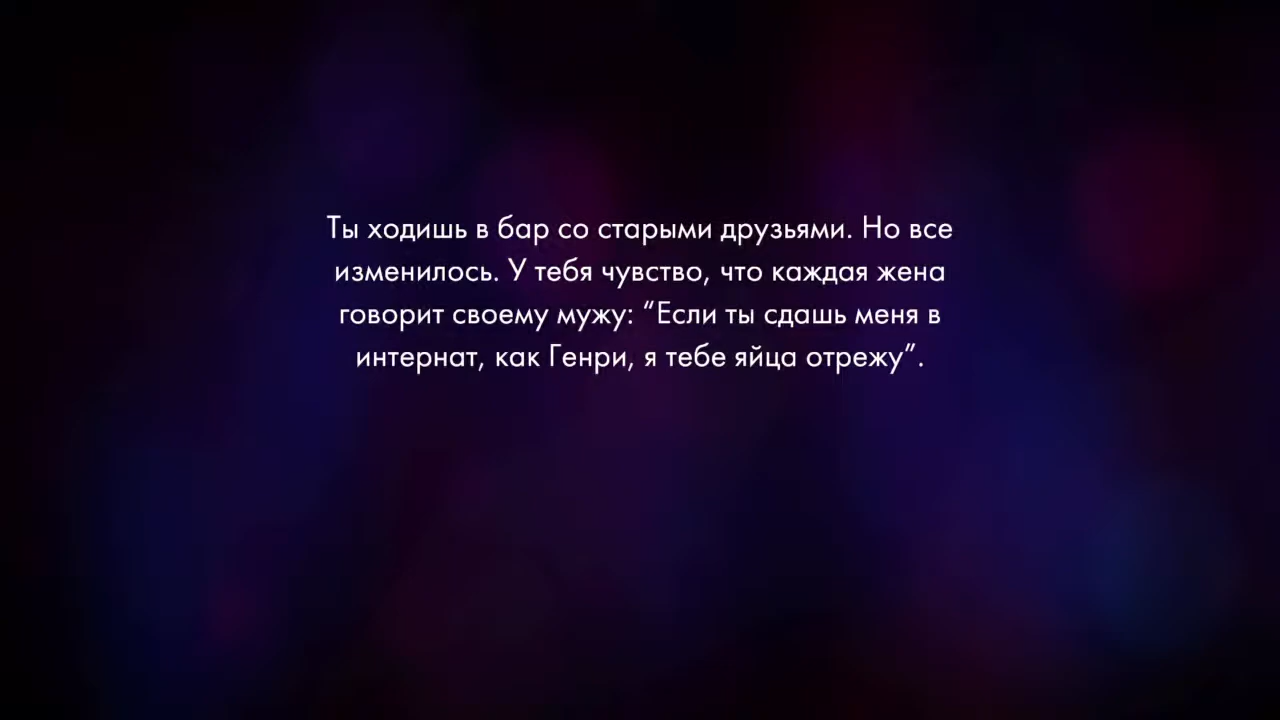 Ты ходишь в бар со старыми друзьями. Но все
изменилось. У тебя чувство, что каждая жена
говорит своему мужу: “Если ты сдашь меня в
интернат, как Генри, я тебе яйца отрежу”.